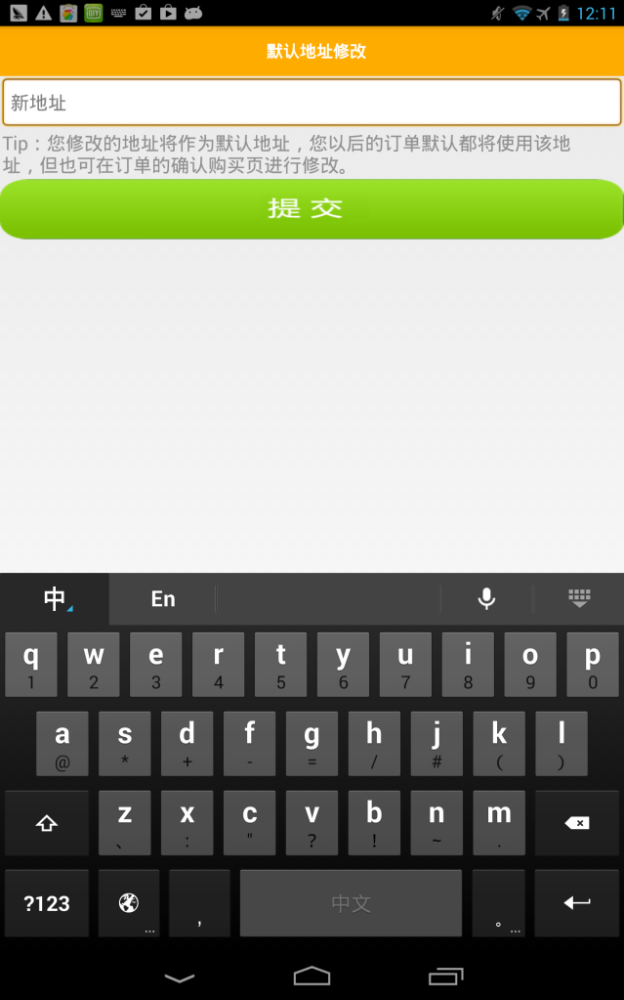 12:11
默认地址修改
新地址
Tip：您修改的地址将作为默认地址，您以后的订单默认都将使用该地
址，但也可在订单的确认购买页进行修改。
提 交
中 En
q w e r t y u i o p
1 2 3 4 5 6 7 8 9 0
a s d f g h j k l
@ * + - = / # ( )
z x c v b n m
、 : " ? ! ~ .
?123 , 中文 。